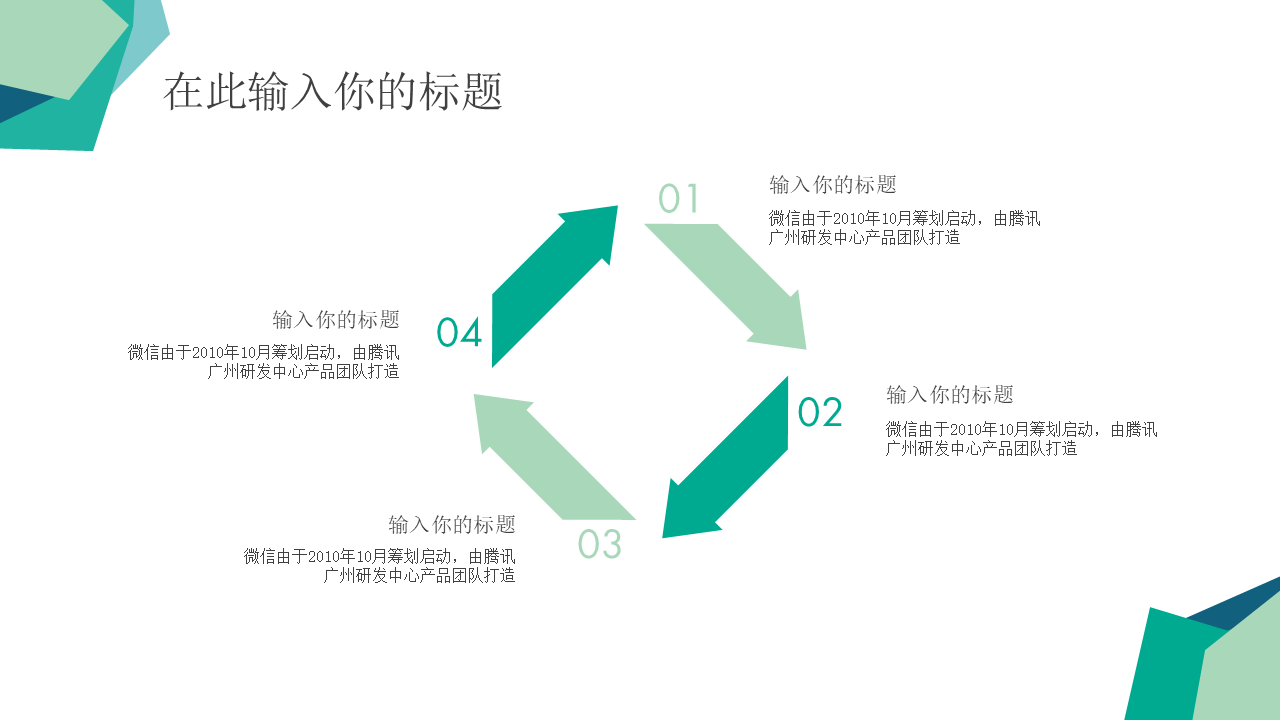 在此输入你的标题
01
输入你的标题
微信由于2010年10月筹划启动，由腾讯
广州研发中心产品团队打造
02
输入你的标题
微信由于2010年10月筹划启动，由腾讯
广州研发中心产品团队打造
03
输入你的标题
微信由于2010年10月筹划启动，由腾讯
广州研发中心产品团队打造
04
输入你的标题
微信由于2010年10月筹划启动，由腾讯
广州研发中心产品团队打造